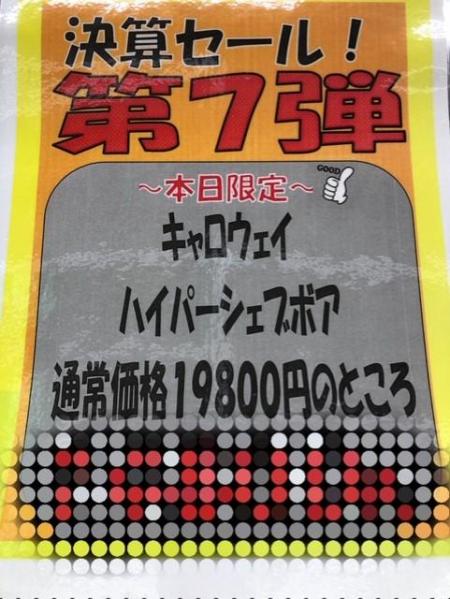 決算セール！
第7弾
GOOD
～本日限定～
キャロウェイ
ハイパーシェブボア
通常価格19800円のところ